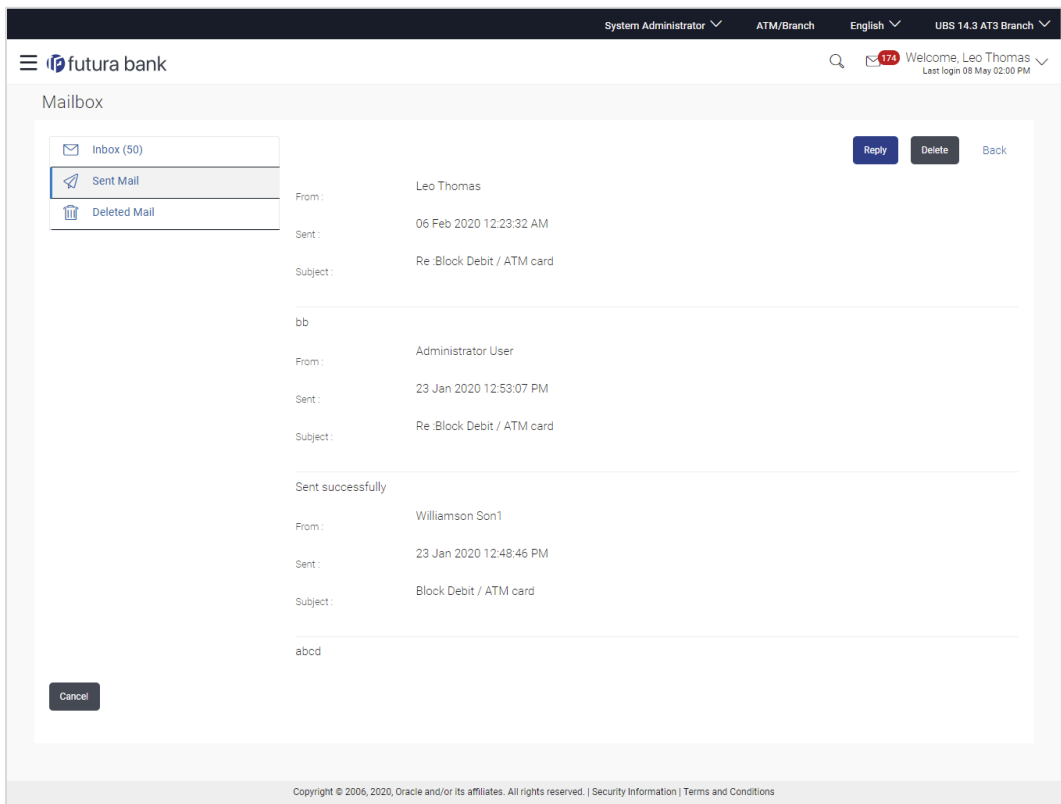 System Administrator ATM/Branch English UBS 14.3 AT3 Branch
futura bank 174 Welcome, Leo Thomas
Last login 08 May 02:00 PM
Mailbox
Inbox (50)
Sent Mail
Deleted Mail
Reply Delete Back
From : Leo Thomas
Sent : 06 Feb 2020 12:23:32 AM
Subject : Re :Block Debit / ATM card
bb
From : Administrator User
Sent : 23 Jan 2020 12:53:07 PM
Subject : Re :Block Debit / ATM card
Sent successfully
From : Williamson Son1
Sent : 23 Jan 2020 12:48:46 PM
Subject : Block Debit / ATM card
abcd
Cancel
Copyright © 2006, 2020, Oracle and/or its affiliates. All rights reserved. | Security Information | Terms and Conditions